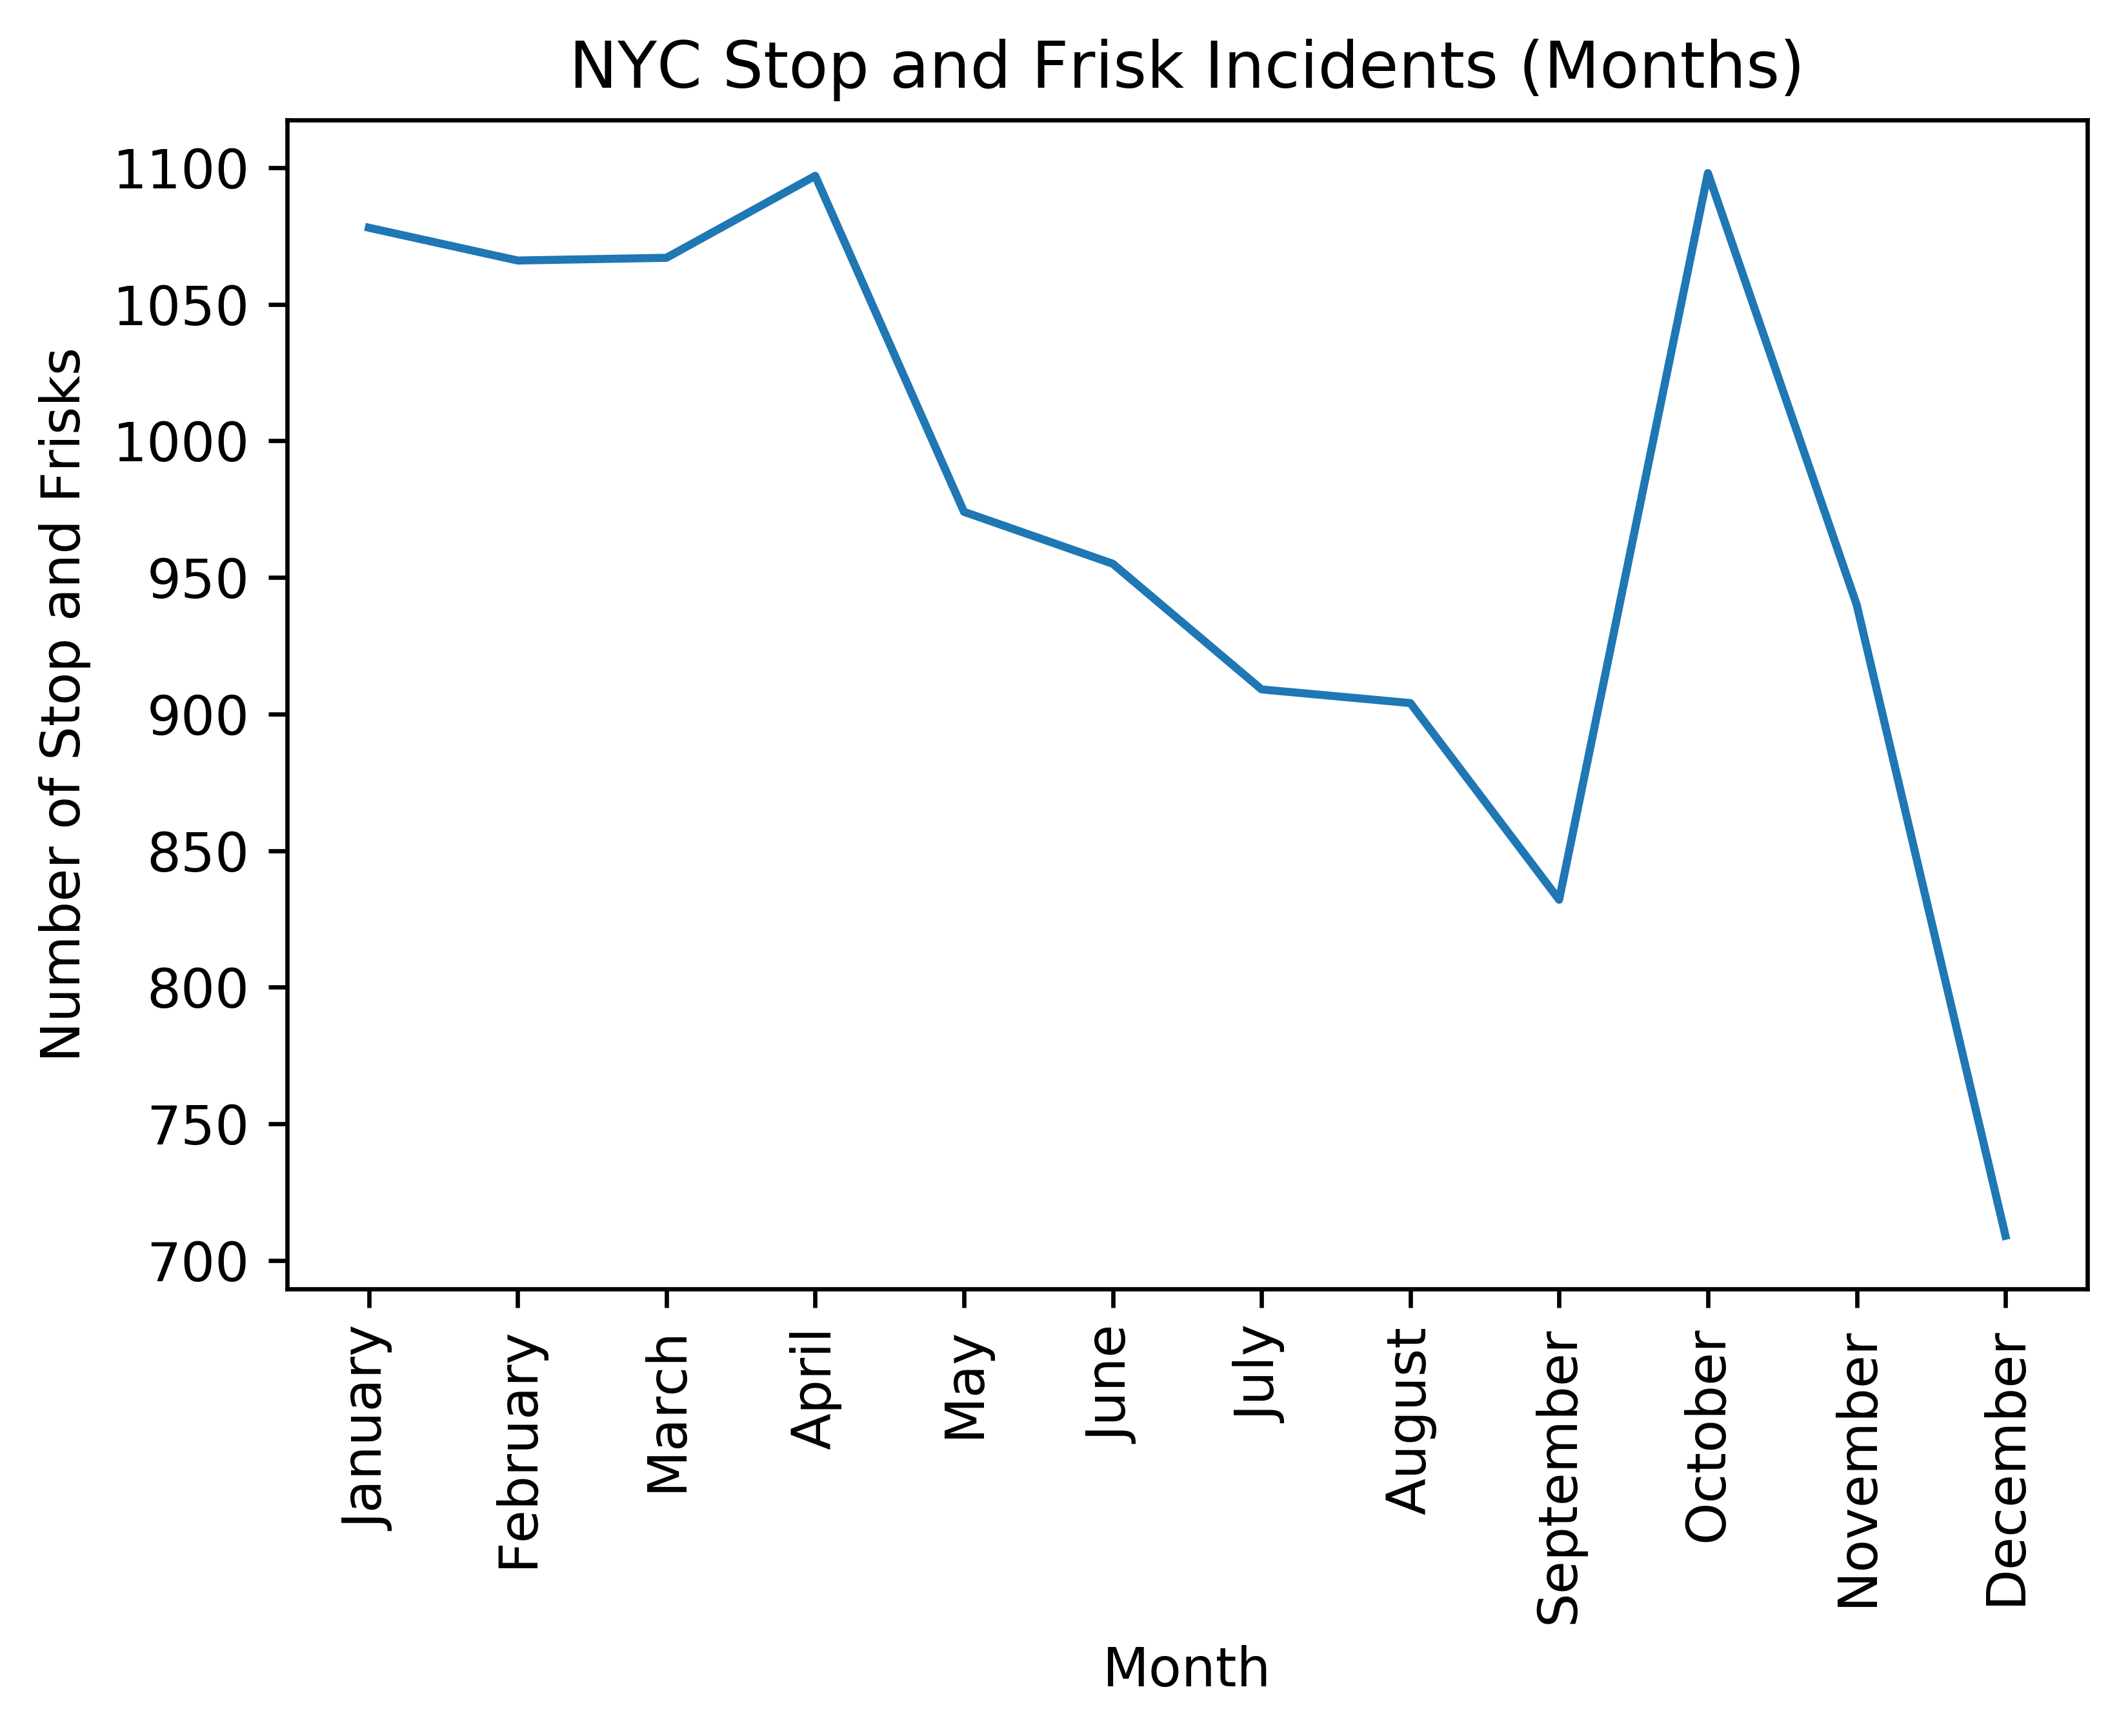 NYC Stop and Frisk Incidents (Months)
Number of Stop and Frisks
1100
1050
1000
950
900
850
800
750
700
January
February
March
April
May
June
July
August
September
October
November
December
Month